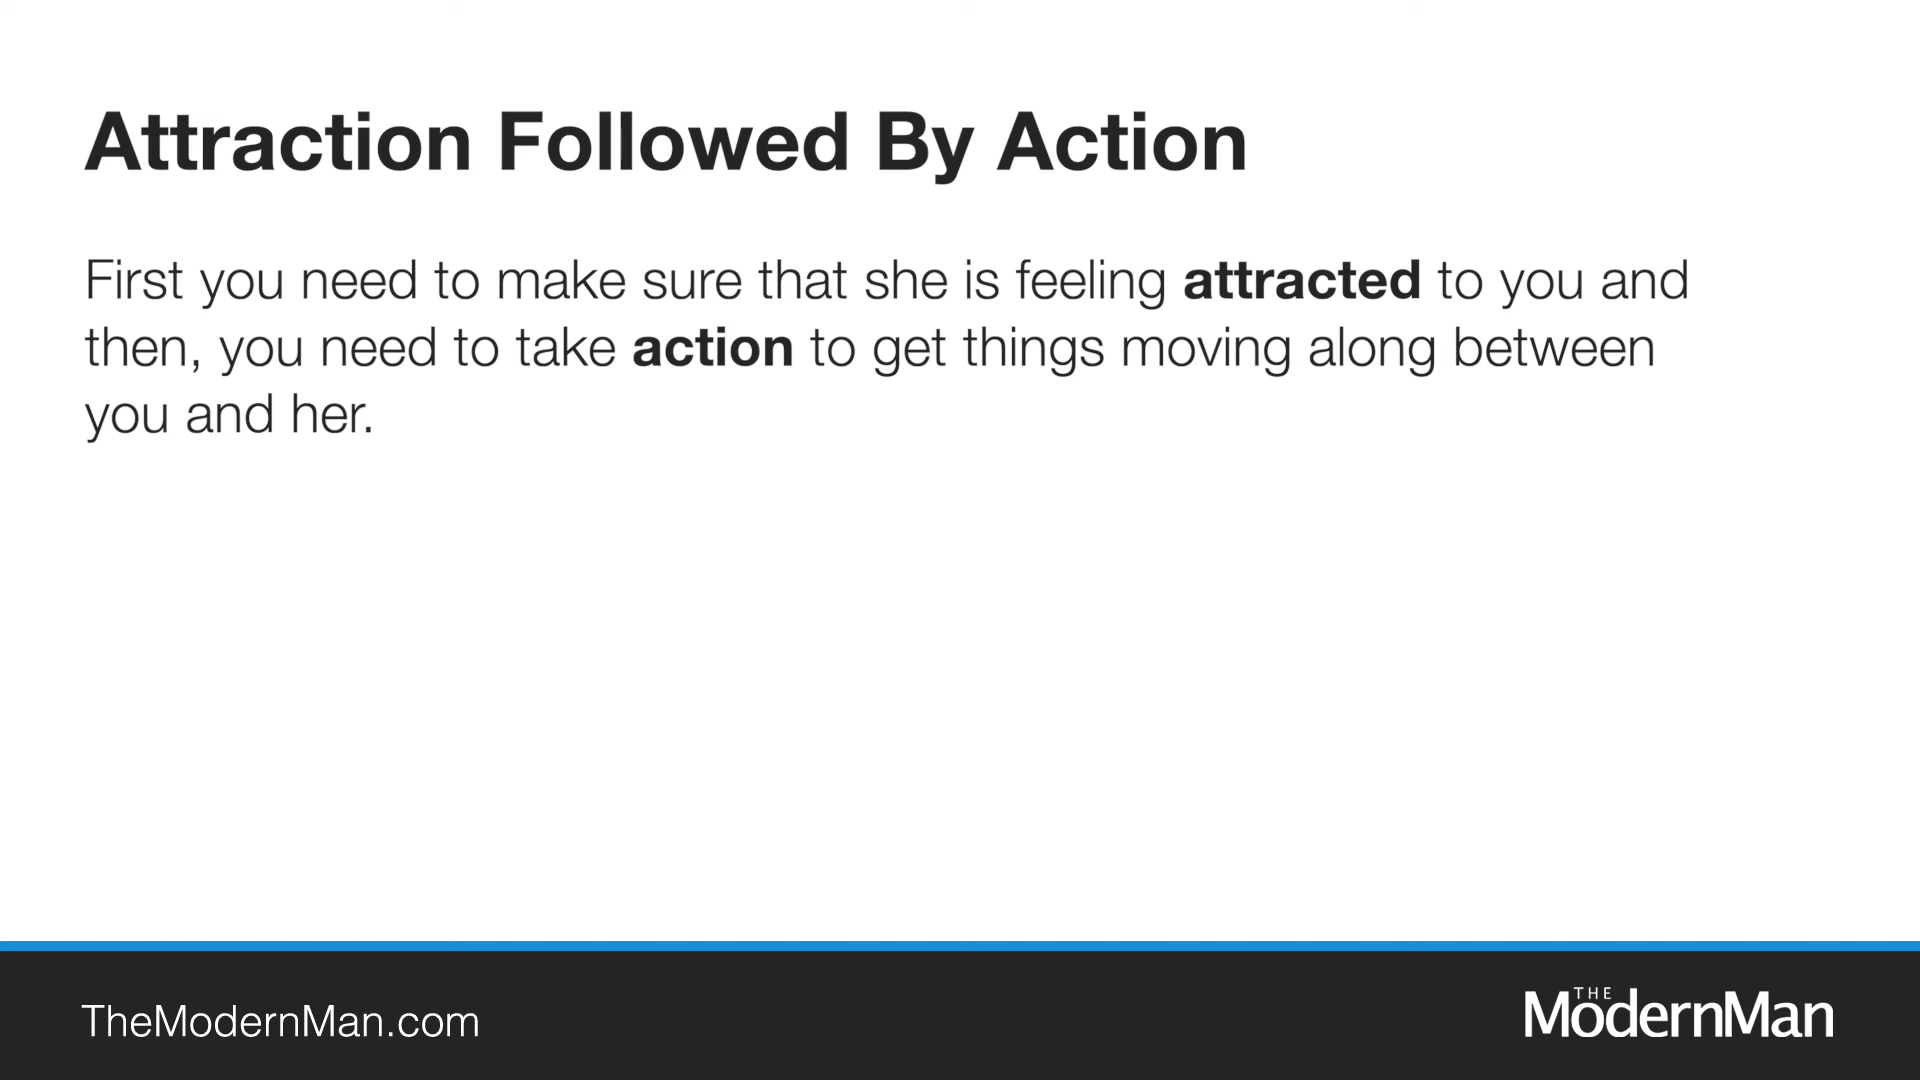 Attraction Followed By Action
First you need to make sure that she is feeling attracted to you and
then, you need to take action to get things moving along between
you and her.
TheModernMan.com
THE
ModernMan